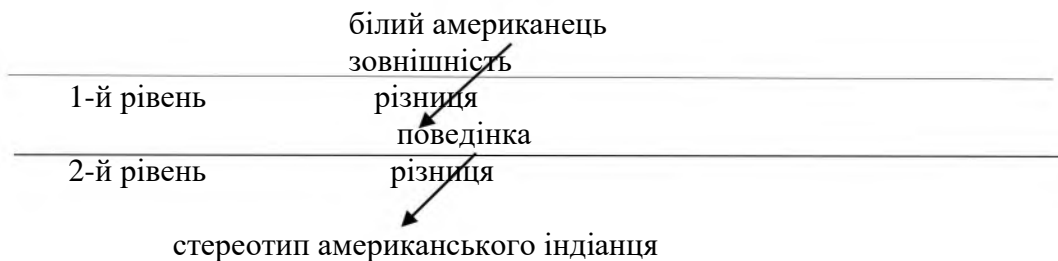 білий американець
зовнішність
1-й рівень різниця
поведінка
2-й рівень різниця
стереотип американського індіанця